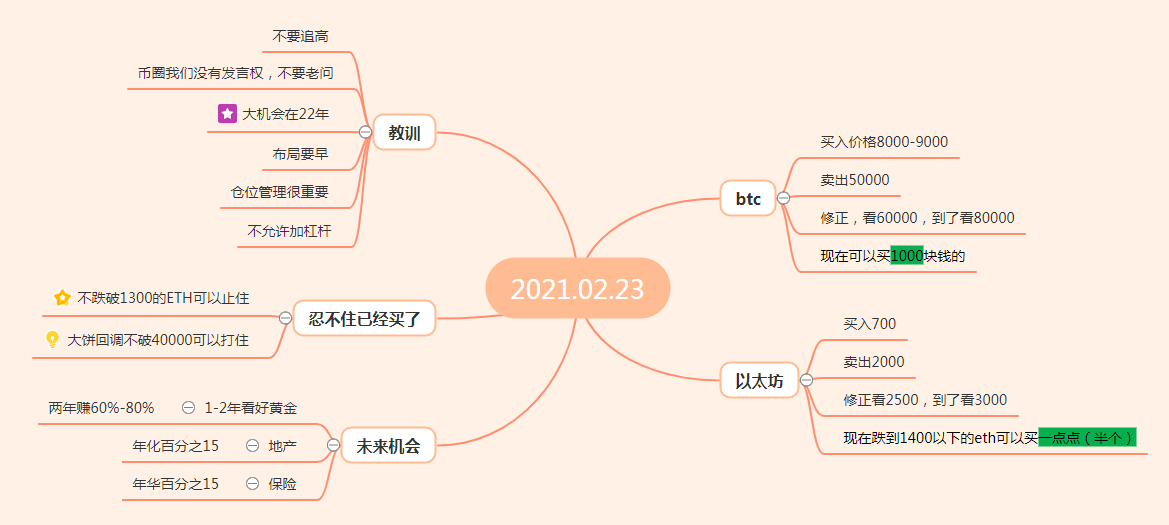 2021.02.23
教训
不要追高
币圈我们没有发言权，不要老问
大机会在22年
布局要早
仓位管理很重要
不允许加杠杆
忍不住已经买了
不跌破1300的ETH可以止住
大饼回调不破40000可以打住
未来机会
1-2年看好黄金
两年赚60%-80%
地产
年化百分之15
保险
年华百分之15
btc
买入价格8000-9000
卖出50000
修正，看60000，到了看80000
现在可以买1000块钱的
以太坊
买入700
卖出2000
修正看2500，到了看3000
现在跌到1400以下的eth可以买一点点（半个）